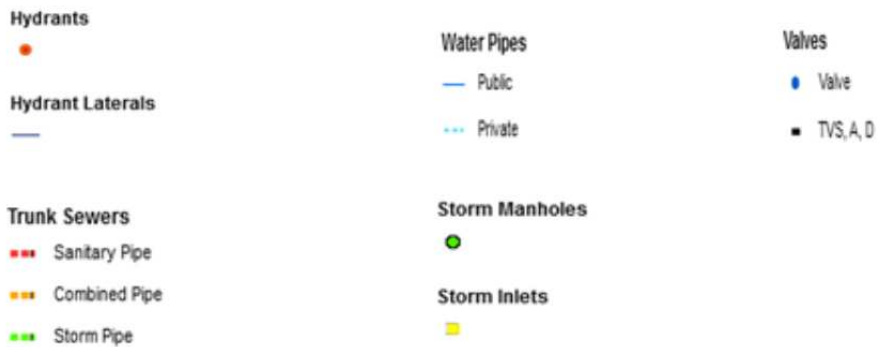 Hydrants
Hydrant Laterals
Water Pipes
Public
Private
Valves
Valve
TVS, A, D
Trunk Sewers
Sanitary Pipe
Combined Pipe
Storm Pipe
Storm Manholes
Storm Inlets